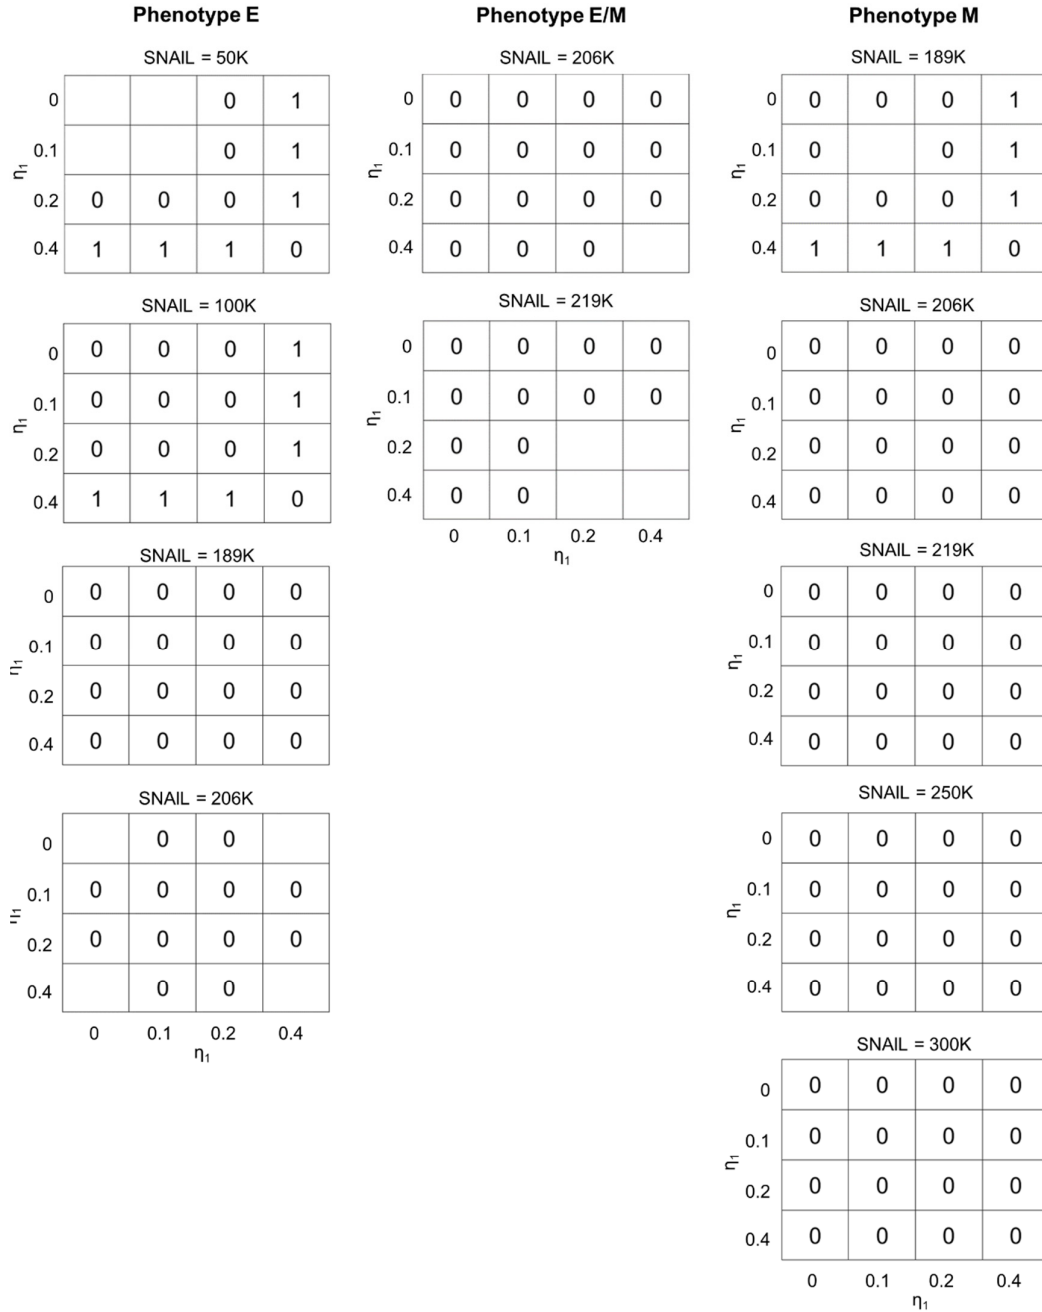 Phenotype E
SNAIL = 50K
0 0 1
0.1 0 1
0.2 0 0 0 1
0.4 1 1 1 0
η1
SNAIL = 100K
0 0 0 0 1
0.1 0 0 0 1
0.2 0 0 0 1
0.4 1 1 1 0
η1
SNAIL = 189K
0 0 0 0 0
0.1 0 0 0 0
0.2 0 0 0 0
0.4 0 0 0 0
η1
SNAIL = 206K
0 0 0
0.1 0 0 0 0
0.2 0 0 0 0
0.4 0 0
η1
0 0.1 0.2 0.4
η1
Phenotype E/M
SNAIL = 206K
0 0 0 0 0
0.1 0 0 0 0
0.2 0 0 0 0
0.4 0 0 0
η1
SNAIL = 219K
0 0 0 0 0
0.1 0 0 0 0
0.2 0 0
0.4 0 0
η1
0 0.1 0.2 0.4
η1
Phenotype M
SNAIL = 189K
0 0 0 0 1
0.1 0 0 1
0.2 0 0 0 1
0.4 1 1 1 0
η1
SNAIL = 206K
0 0 0 0 0
0.1 0 0 0 0
0.2 0 0 0 0
0.4 0 0 0 0
η1
SNAIL = 219K
0 0 0 0 0
0.1 0 0 0 0
0.2 0 0 0 0
0.4 0 0 0 0
η1
SNAIL = 250K
0 0 0 0 0
0.1 0 0 0 0
0.2 0 0 0 0
0.4 0 0 0 0
η1
SNAIL = 300K
0 0 0 0 0
0.1 0 0 0 0
0.2 0 0 0 0
0.4 0 0 0 0
η1
0 0.1 0.2 0.4
η1